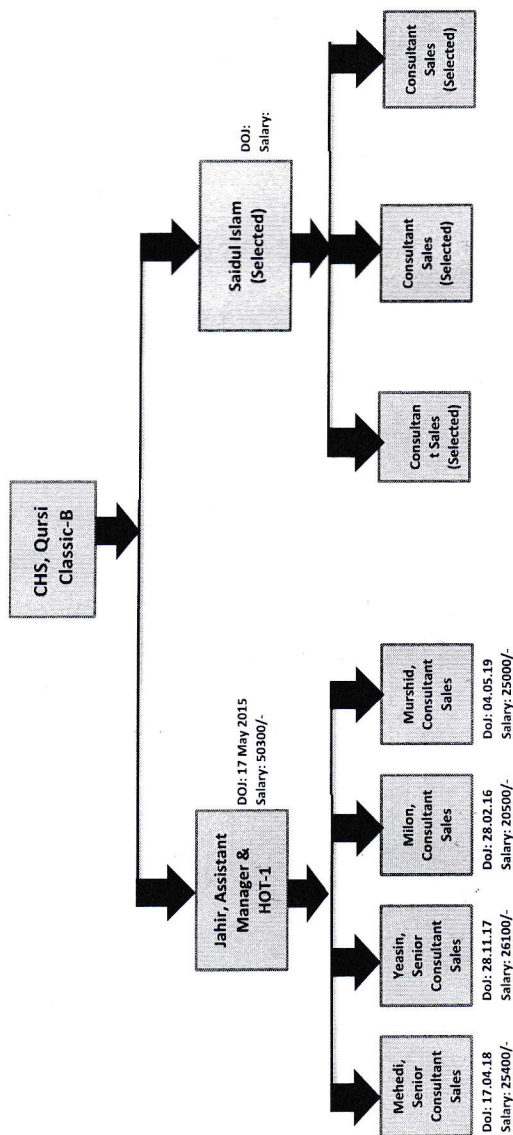 CHS, Qursi
Classic-B
Jahir, Assistant
Manager &
HOT-1
DOJ: 17 May 2015
Salary: 50300/-
Saidul Islam
(Selected)
DOJ:
Salary:
Mehedi,
Senior
Consultant
Sales
DoJ: 17.04.18
Salary: 25400/-
Yeasin,
Senior
Consultant
Sales
DoJ: 28.11.17
Salary: 26100/-
Milon,
Consultant
Sales
DoJ: 28.02.16
Salary: 20500/-
Murshid,
Consultant
Sales
DoJ: 04.05.19
Salary: 25000/-
Consultan
t Sales
(Selected)
Consultant
Sales
(Selected)
Consultant
Sales
(Selected)